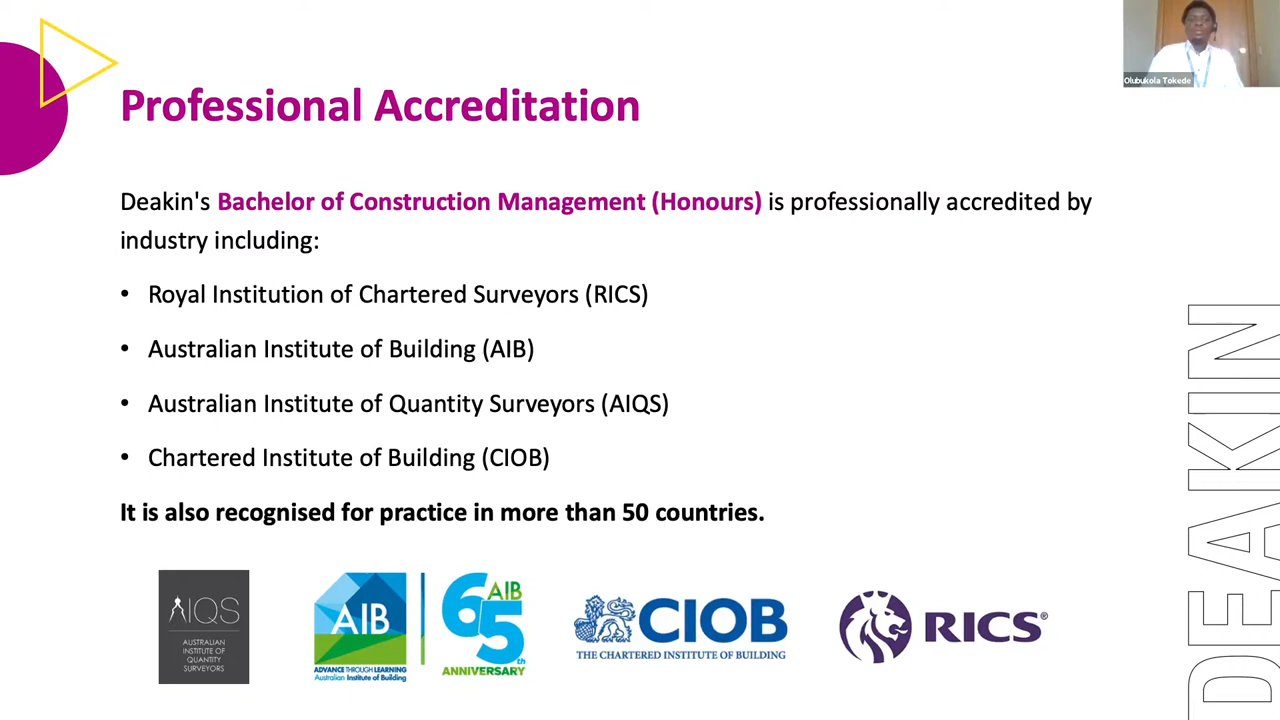 Olubukola Tokede
Professional Accreditation
Deakin's Bachelor of Construction Management (Honours) is professionally accredited by
industry including:
• Royal Institution of Chartered Surveyors (RICS)
• Australian Institute of Building (AIB)
• Australian Institute of Quantity Surveyors (AIQS)
• Chartered Institute of Building (CIOB)
It is also recognised for practice in more than 50 countries.
AIQS
AUSTRALIAN
INSTITUTE OF
QUANTITY
SURVEYORS
AIB
ADVANCE THROUGH LEARNING
Australian Institute of Building
65th
AIB
ANNIVERSARY
CIOB
THE CHARTERED INSTITUTE OF BUILDING
RICS®
DEAKIN